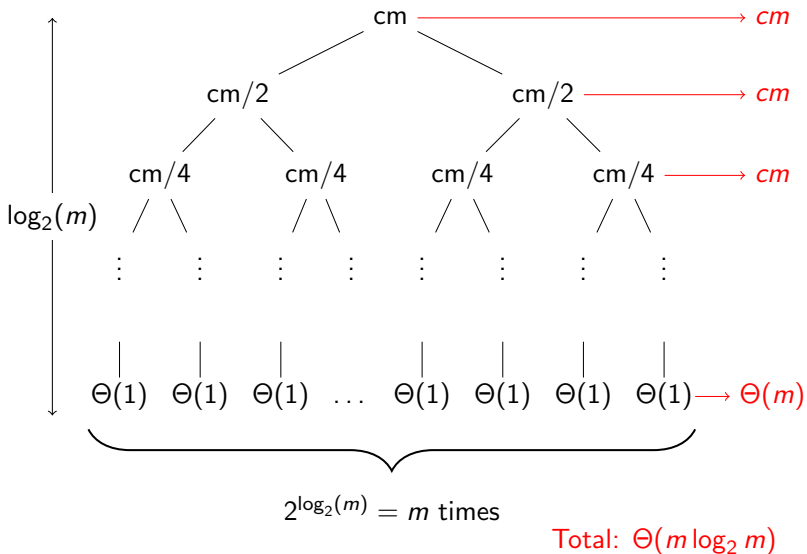 cm cm
cm/2 cm/2 cm
cm/4 cm/4 cm/4 cm/4 cm
log₂(m)
⋮ ⋮ ⋮ ⋮ ⋮ ⋮ ⋮ ⋮
Θ(1) Θ(1) Θ(1) … Θ(1) Θ(1) Θ(1) Θ(1) Θ(m)
2^{log₂(m)} = m times
Total: Θ(m log₂ m)